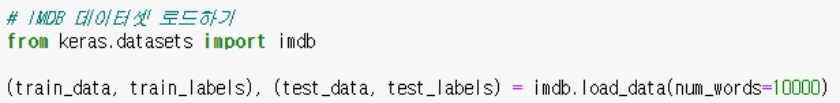 # IMDB 데이터셋 로드하기
from keras.datasets import imdb
(train_data, train_labels), (test_data, test_labels) = imdb.load_data(num_words=10000)